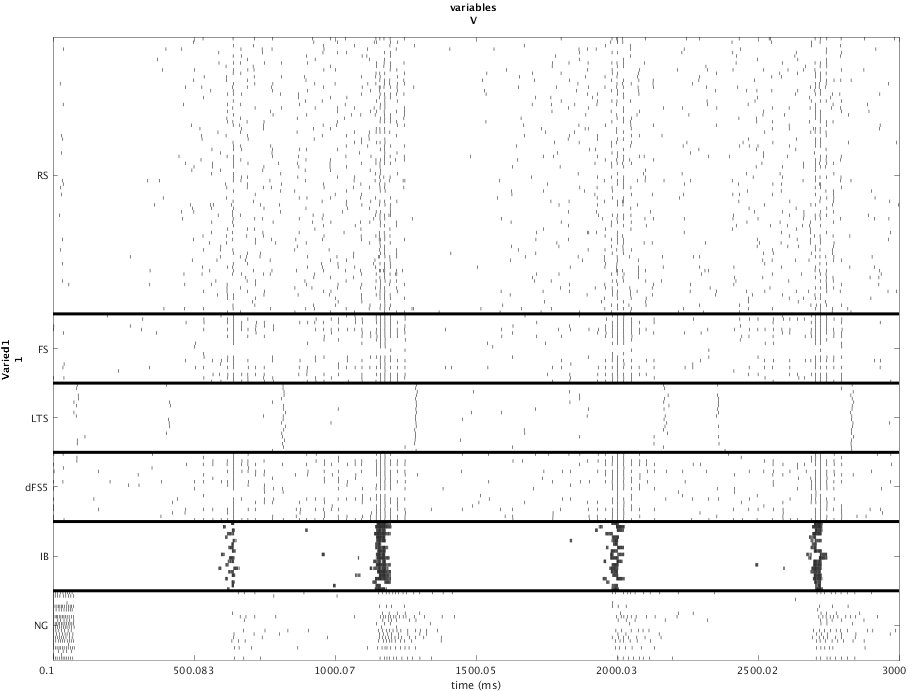 variables
V
RS
FS
LTS
dFS5
IB
NG
Varied1
1
0.1 500.083 1000.07 1500.05 2000.03 2500.02 3000
time (ms)